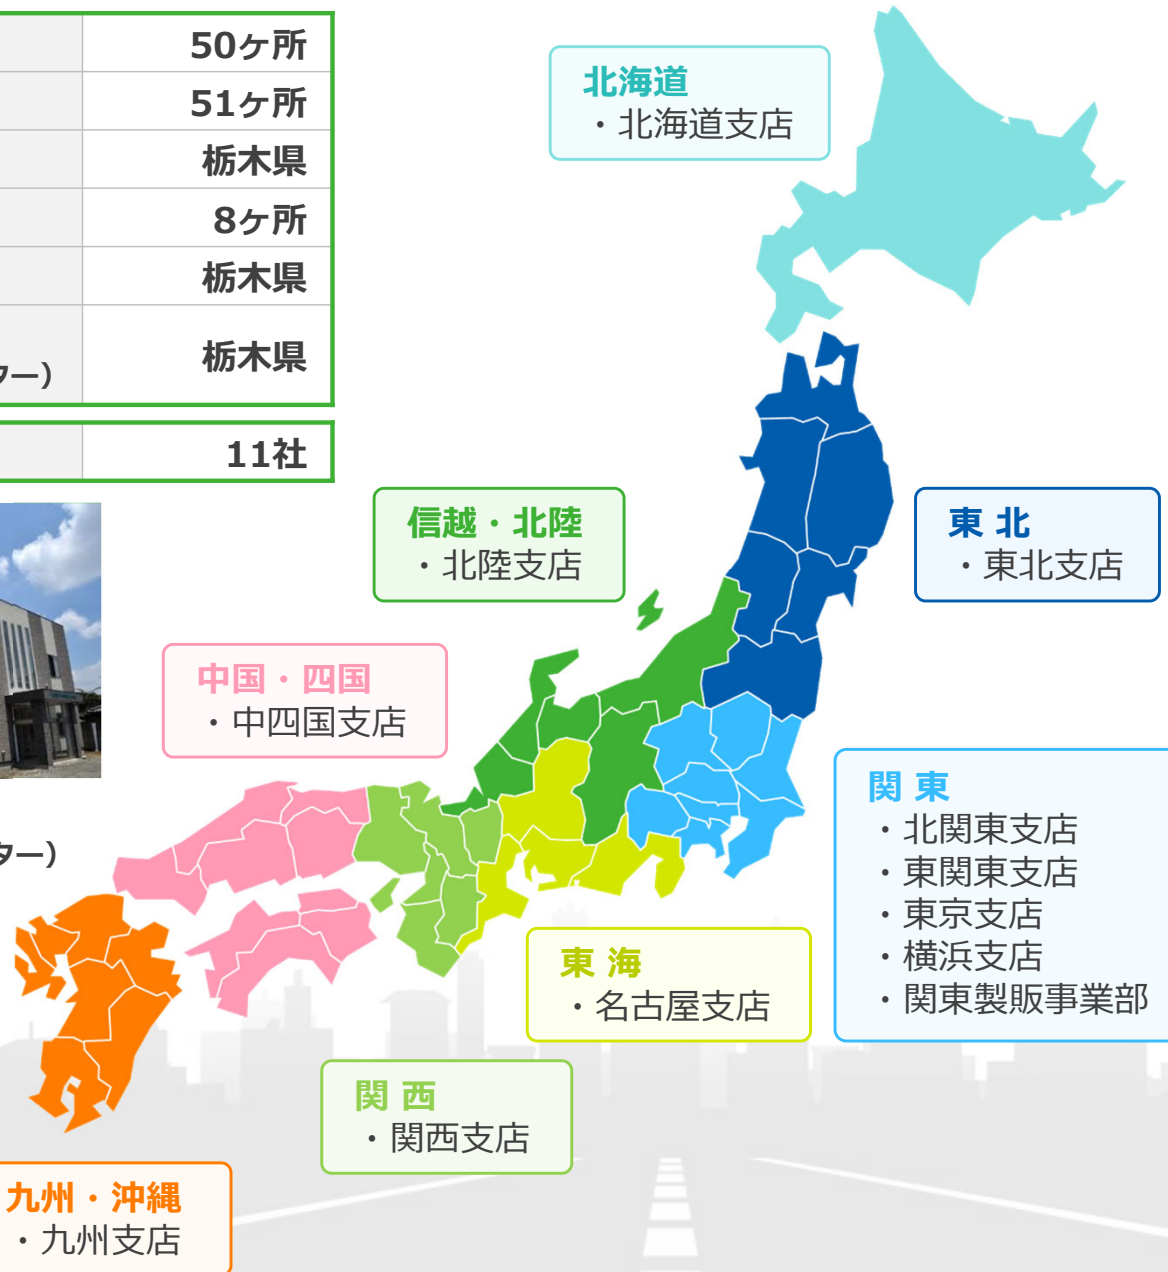 50ケ所
51ケ所
栃木県
8ケ所
栃木県
ター）
栃木県
11社
北海道
・北海道支店
信越・北陸
・北陸支店
東 北
・東北支店
中国・四国
・中四国支店
関 東
・北関東支店
・東関東支店
・東京支店
・横浜支店
・関東製販事業部
ター）
東 海
・名古屋支店
関 西
・関西支店
九州・沖縄
・九州支店